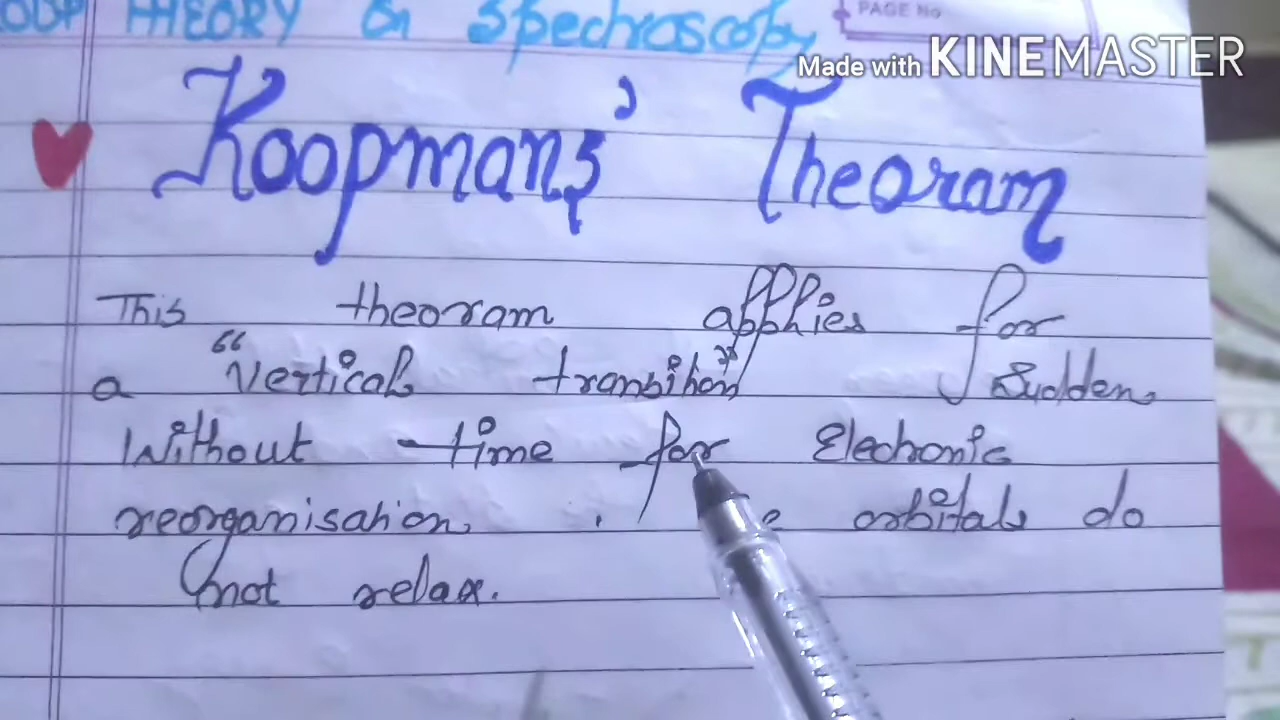 THEORY & Spectroscopy
PAGE No
Made with KINEMASTER
Koopmans' Theoram
This theoram applies for
a "Vertical transition" Sudden,
Without time for Electronic
reorganisation, orbitals do
not relax.